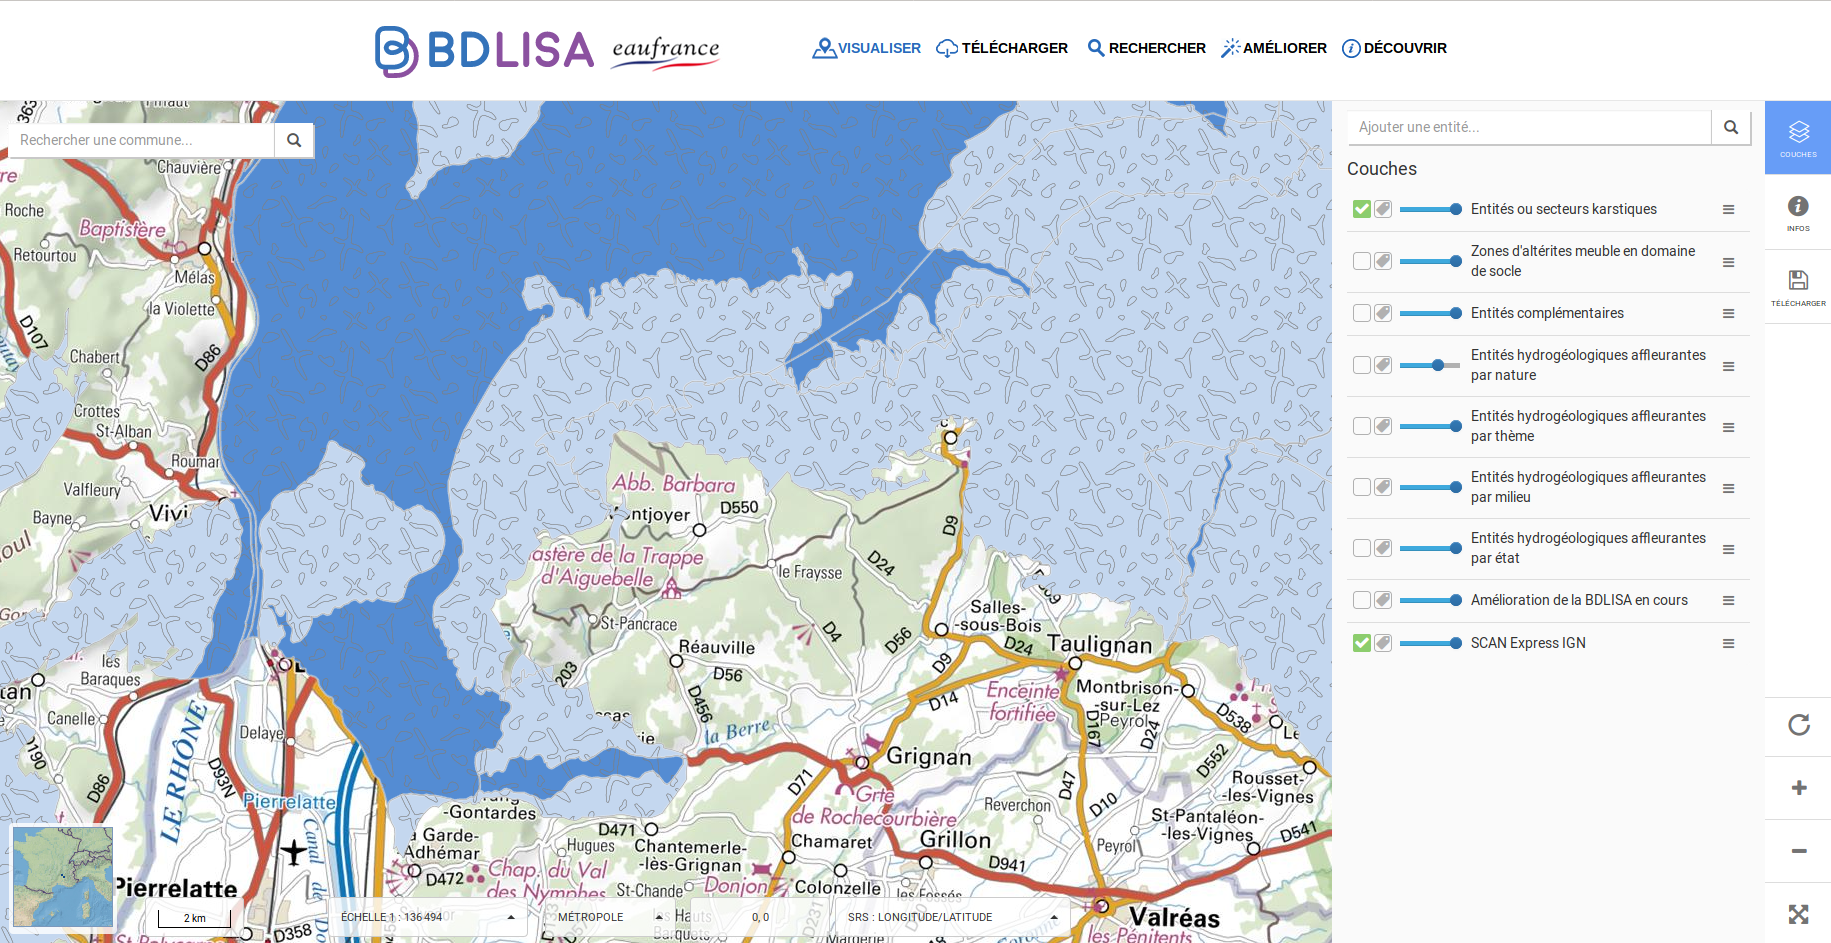 BDLISA
eaufrance
VISUALISER
TÉLÉCHARGER
RECHERCHER
AMÉLIORER
DÉCOUVRIR
Rechercher une commune...
Chauvière
Roche
Baptistère
Retourtou
Mélas
la Violette
D107
Chabert
D86
Crottes
St-Alban
Roumar
Valfleury
Bayne
Vivi
Abb. Barbara
ntjoyer
D550
D9
astère de la Trappe
d'Aiguebelle
le Fraysse
D24
Salles-
-sous-Bois
St-Pancrace
D4
D56
D24
Taulignan
les
Baraques
Réauville
D9
203
D56
Enceinte
fortifiée
Montbrison-
-sur-Lez
Peyrol
tan
Canelle
D456
D14
D167
D24
D538
Delaye
la Berre
LE RHÔNE
D190
Grignan
D552
D86
D93N
D71
D47
Rousset-
-les-Vignes
Pierrelatte
Grte
de Rochecourbière
Reverchon
D10
St-Pantaléon-
-les-Vignes
-Gontardes
D471
Garde-
Adhémar
Hugues
Chantemerle-
-lès-Grignan
Chamaret
Grillon
Peyrol
D541
Canal
D472
Chap. du Val
des Nymphes
St-Chande
Donjon
Colonzelle
D941
les Fossés
Pierrelatte
2 km
ÉCHELLE 1 : 136 494
MÉTROPOLE
0, 0
SRS : LONGITUDE/LATITUDE
Valréas
les Pénitents
D358
D231
Ajouter une entité...
Couches
Entités ou secteurs karstiques
Zones d'altérites meuble en domaine
de socle
Entités complémentaires
Entités hydrogéologiques affleurantes
par nature
Entités hydrogéologiques affleurantes
par thème
Entités hydrogéologiques affleurantes
par milieu
Entités hydrogéologiques affleurantes
par état
Amélioration de la BDLISA en cours
SCAN Express IGN
COUCHES
INFOS
TÉLÉCHARGER